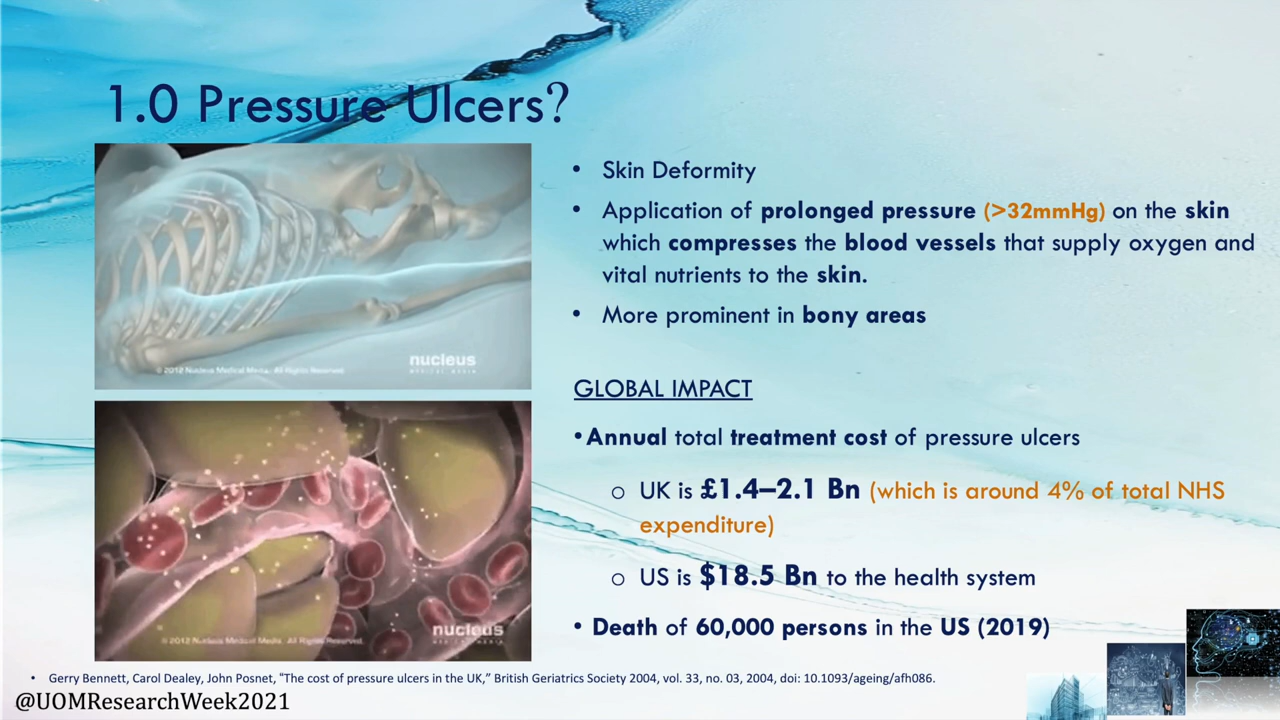 1.0 Pressure Ulcers?
nucleus
MEDICAL MEDIA
© 2012 Nucleus Medical Media. All Rights Reserved.
nucleus
MEDICAL MEDIA
© 2012 Nucleus Medical Media. All Rights Reserved.
• Skin Deformity
• Application of prolonged pressure (>32mmHg) on the skin
which compresses the blood vessels that supply oxygen and
vital nutrients to the skin.
• More prominent in bony areas
GLOBAL IMPACT
• Annual total treatment cost of pressure ulcers
o UK is £1.4–2.1 Bn (which is around 4% of total NHS
expenditure)
o US is $18.5 Bn to the health system
• Death of 60,000 persons in the US (2019)
• Gerry Bennett, Carol Dealey, John Posnet, "The cost of pressure ulcers in the UK," British Geriatrics Society 2004, vol. 33, no. 03, 2004, doi: 10.1093/ageing/afh086.
@UOMResearchWeek2021